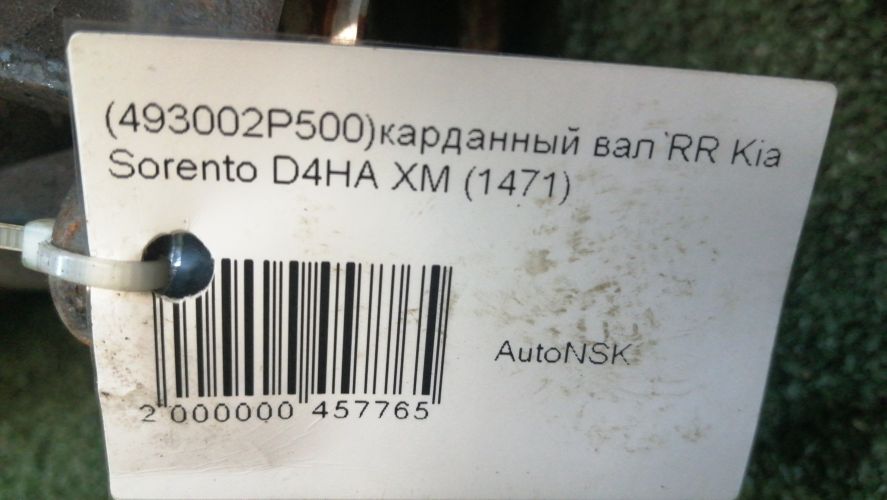 (493002P500)карданный вал RR Kia
Sorento D4HA XM (1471)
AutoNSK
2 000000 457765